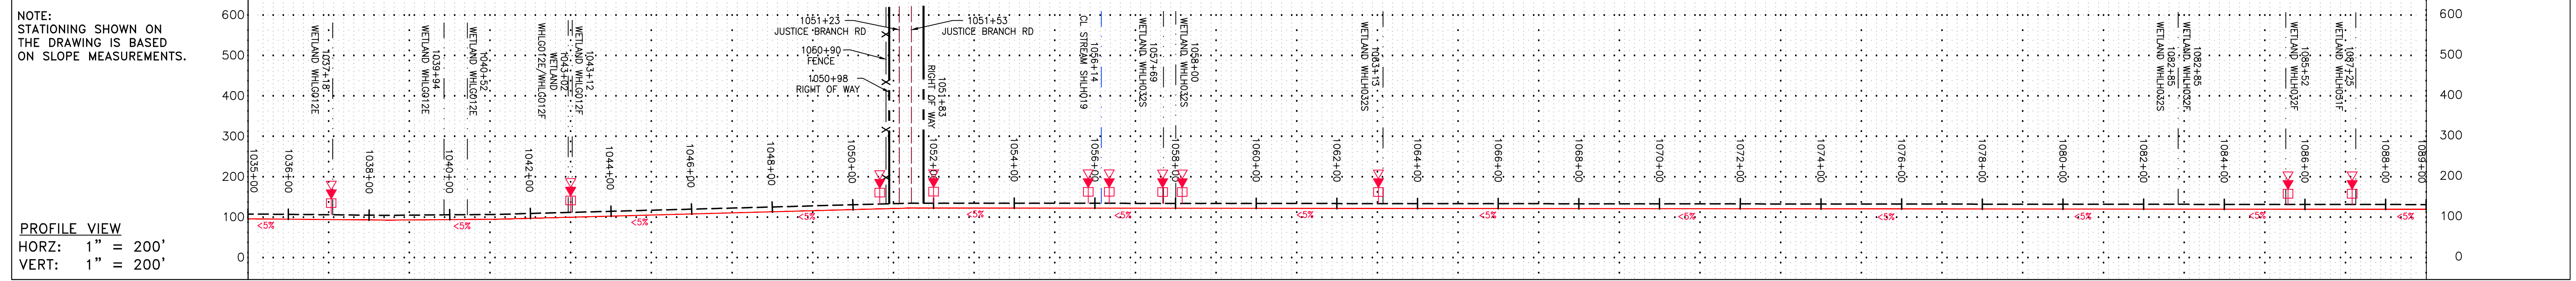 NOTE:
STATIONING SHOWN ON
THE DRAWING IS BASED
ON SLOPE MEASUREMENTS.
PROFILE VIEW
HORZ: 1" = 200'
VERT: 1" = 200'
600
500
400
300
200
100
0
1037+18
WETLAND WHLG012E
1039+94
WETLAND WHLG012E
1040+52
WETLAND WHLG012E
1043+02
WETLAND
WHLG012E/WHLG012F
1043+12
WETLAND WHLG012F
1051+23
JUSTICE BRANCH RD
1050+90
FENCE
1050+98
RIGHT OF WAY
1051+53
JUSTICE BRANCH RD
1051+83
RIGHT OF WAY
1056+14
CL STREAM SHLH019
1057+69
WETLAND WHLH032S
1058+00
WETLAND WHLH032S
1063+13
WETLAND WHLH032S
1082+85
WETLAND WHLH032S
1082+85
WETLAND WHLH032F
1085+52
WETLAND WHLH032F
1087+25
WETLAND WHLH031F
1035+00
1036+00
1038+00
1040+00
1042+00
1044+00
1046+00
1048+00
1050+00
1052+00
1054+00
1056+00
1058+00
1060+00
1062+00
1064+00
1066+00
1068+00
1070+00
1072+00
1074+00
1076+00
1078+00
1080+00
1082+00
1084+00
1086+00
1088+00
1089+00
<5%
<5%
<5%
<5%
<5%
<5%
<5%
<5%
<6%
<5%
<5%
<5%
<5%
600
500
400
300
200
100
0